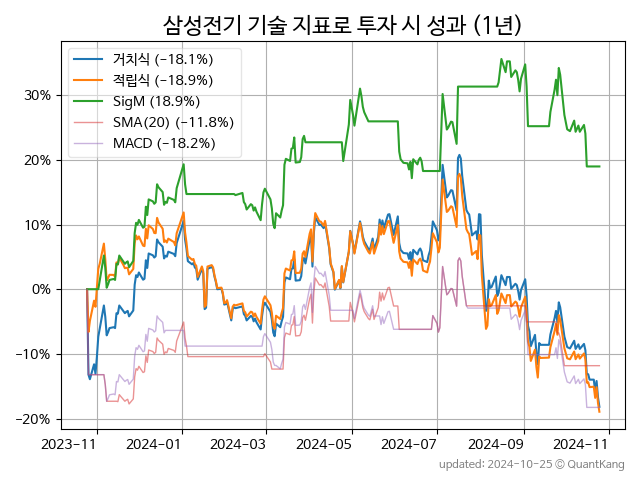 삼성전기 기술 지표로 투자 시 성과 (1년)
거치식 (−18.1%)
적립식 (−18.9%)
SigM (18.9%)
SMA(20) (−11.8%)
MACD (−18.2%)
30%
20%
10%
0%
−10%
−20%
2023−11 2024−01 2024−03 2024−05 2024−07 2024−09 2024−11
updated: 2024-10-25 © QuantKang